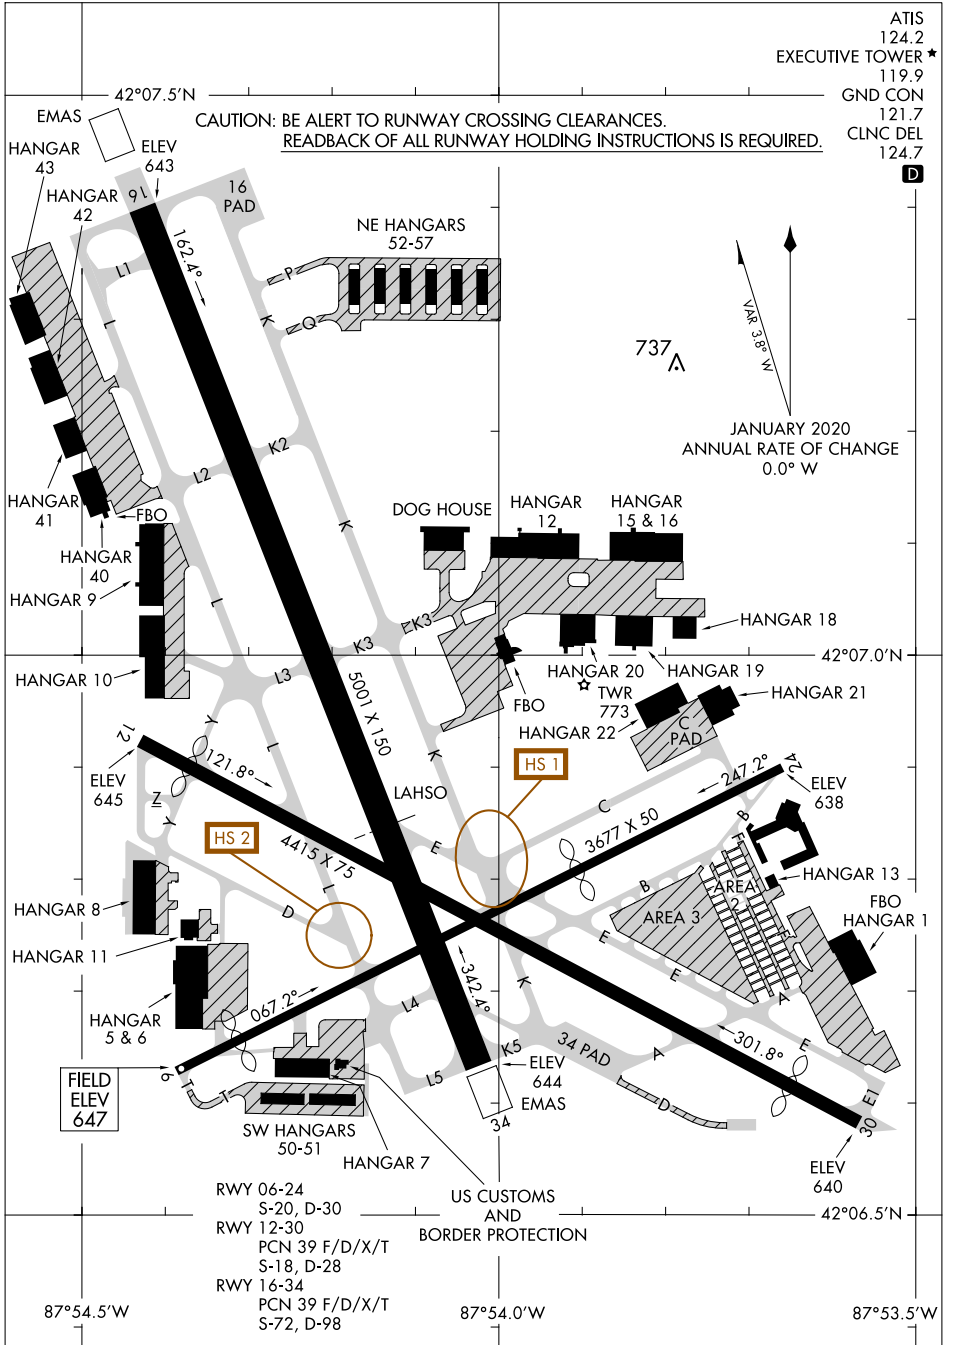 ATIS
124.2
EXECUTIVE TOWER ★
119.9
GND CON
121.7
CLNC DEL
124.7
D
42°07.5'N
CAUTION: BE ALERT TO RUNWAY CROSSING CLEARANCES.
READBACK OF ALL RUNWAY HOLDING INSTRUCTIONS IS REQUIRED.
EMAS
HANGAR
43
ELEV
643
HANGAR
42
16
16
PAD
NE HANGARS
52-57
162.4°
L1
P
L
K
Q
737
VAR 3.8° W
JANUARY 2020
ANNUAL RATE OF CHANGE
0.0° W
K2
L2
HANGAR
41
FBO
HANGAR
40
K
DOG HOUSE
HANGAR
12
HANGAR
15 & 16
HANGAR 9
L
K3
K3
HANGAR 18
42°07.0'N
HANGAR 10
L3
5001 X 150
FBO
HANGAR 20
TWR
773
HANGAR 19
HANGAR 21
HANGAR 22
C
PAD
12
Y
L
K
121.8°
HS 1
247.2°
24
ELEV
645
ELEV
638
Z
Y
LAHSO
C
3677 X 50
B
HS 2
E
4415 X 75
F
HANGAR 13
HANGAR 8
L
B
AREA
2
AREA 3
FBO
HANGAR 1
D
E
F
HANGAR 11
E
067.2°
342.4°
K
A
HANGAR
5 & 6
L4
301.8°
E
K5
34 PAD
A
6
T
T
L5
ELEV
644
EMAS
D
E1
FIELD
ELEV
647
34
30
SW HANGARS
50-51
HANGAR 7
ELEV
640
US CUSTOMS
AND
BORDER PROTECTION
42°06.5'N
RWY 06-24
S-20, D-30
RWY 12-30
PCN 39 F/D/X/T
S-18, D-28
RWY 16-34
PCN 39 F/D/X/T
S-72, D-98
87°54.5'W
87°54.0'W
87°53.5'W